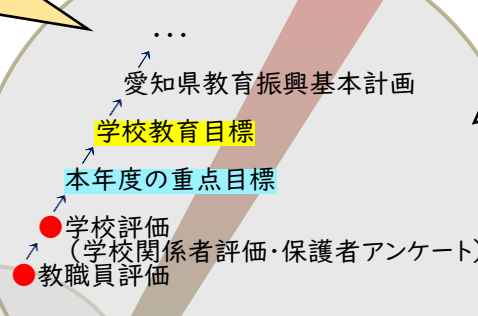 ...
愛知県教育振興基本計画
学校教育目標
本年度の重点目標
学校評価
(学校関係者評価・保護者アンケート)
教職員評価